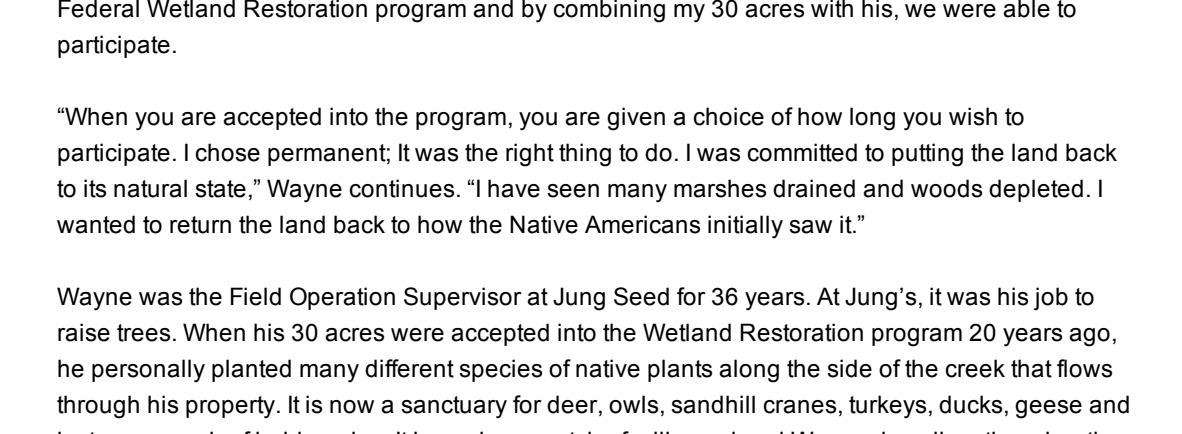 Federal Wetland Restoration program and by combining my 30 acres with his, we were able to
participate.
“When you are accepted into the program, you are given a choice of how long you wish to
participate. I chose permanent; It was the right thing to do. I was committed to putting the land back
to its natural state,” Wayne continues. “I have seen many marshes drained and woods depleted. I
wanted to return the land back to how the Native Americans initially saw it.”
Wayne was the Field Operation Supervisor at Jung Seed for 36 years. At Jung’s, it was his job to
raise trees. When his 30 acres were accepted into the Wetland Restoration program 20 years ago,
he personally planted many different species of native plants along the side of the creek that flows
through his property. It is now a sanctuary for deer, owls, sandhill cranes, turkeys, ducks, geese and